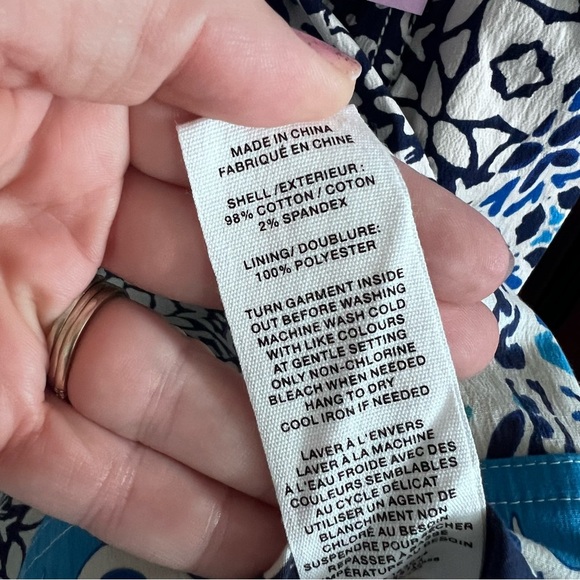 MADE IN CHINA
FABRIQUÉ EN CHINE
SHELL /EXTERIEUR :
98% COTTON / COTON
2% SPANDEX
LINING/ DOUBLURE:
100% POLYESTER
TURN GARMENT INSIDE
OUT BEFORE WASHING
MACHINE WASH COLD
WITH LIKE COLOURS
AT GENTLE SETTING
ONLY NON-CHLORINE
BLEACH WHEN NEEDED
HANG TO DRY
COOL IRON IF NEEDED
LAVER À L'ENVERS
LAVER À LA MACHINE
À L'EAU FROIDE AVEC DES
COULEURS SEMBLABLES
AU CYCLE DÉLICAT
UTILISER UN AGENT DE
BLANCHIMENT NON
CHLORÉ AU BESOIN
SUSPENDRE POUR SÉCHER
REPASSER À